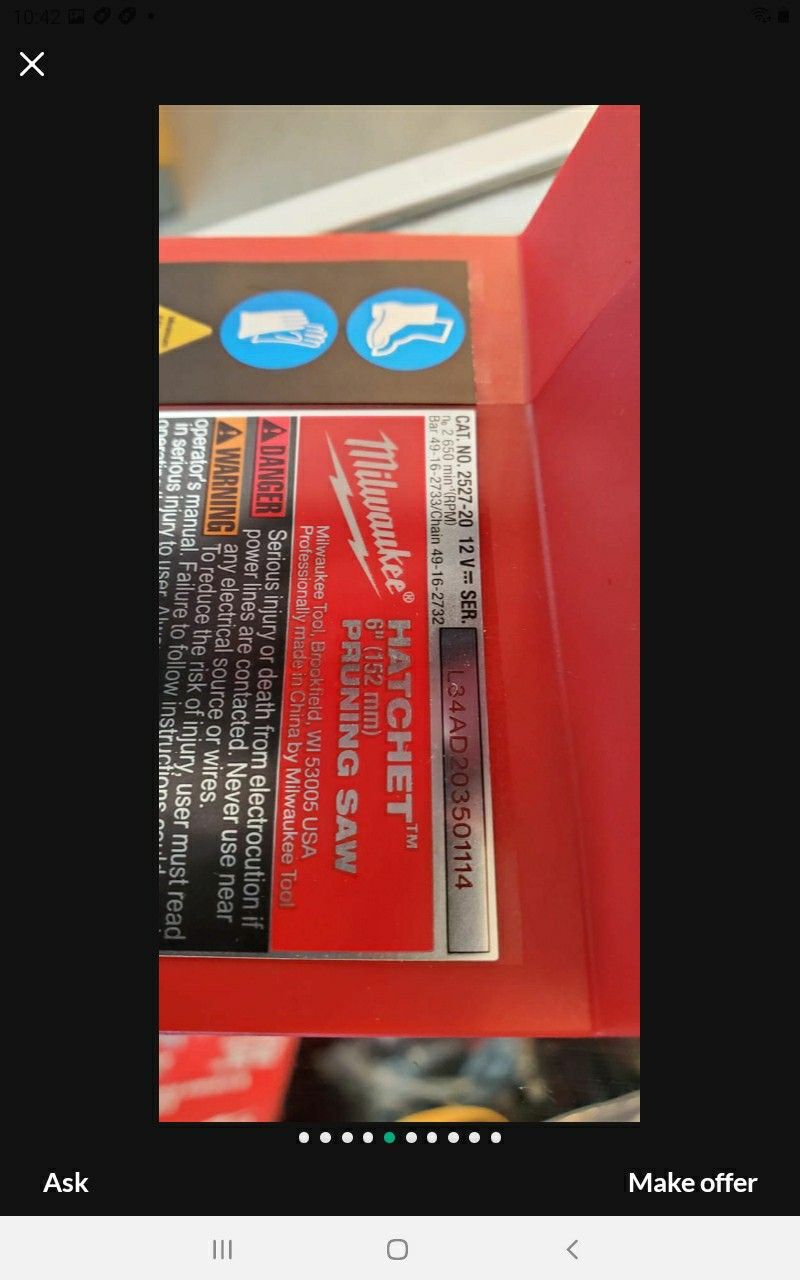 10:42
CAT. NO. 2527-20 12 V SER. L34AD203501114
n₀ 2 650 min⁻¹(RPM)
Bar 49-16-2733/Chain 49-16-2732
Milwaukee®
HATCHET™
6" (152 mm)
PRUNING SAW
Milwaukee Tool, Brookfield, WI 53005 USA
Professionally made in China by Milwaukee Tool
DANGER Serious injury or death from electrocution if
power lines are contacted. Never use near
any electrical source or wires.
WARNING To reduce the risk of injury, user must read
operator's manual. Failure to follow instructions could
in serious injury to user.
Ask
Make offer